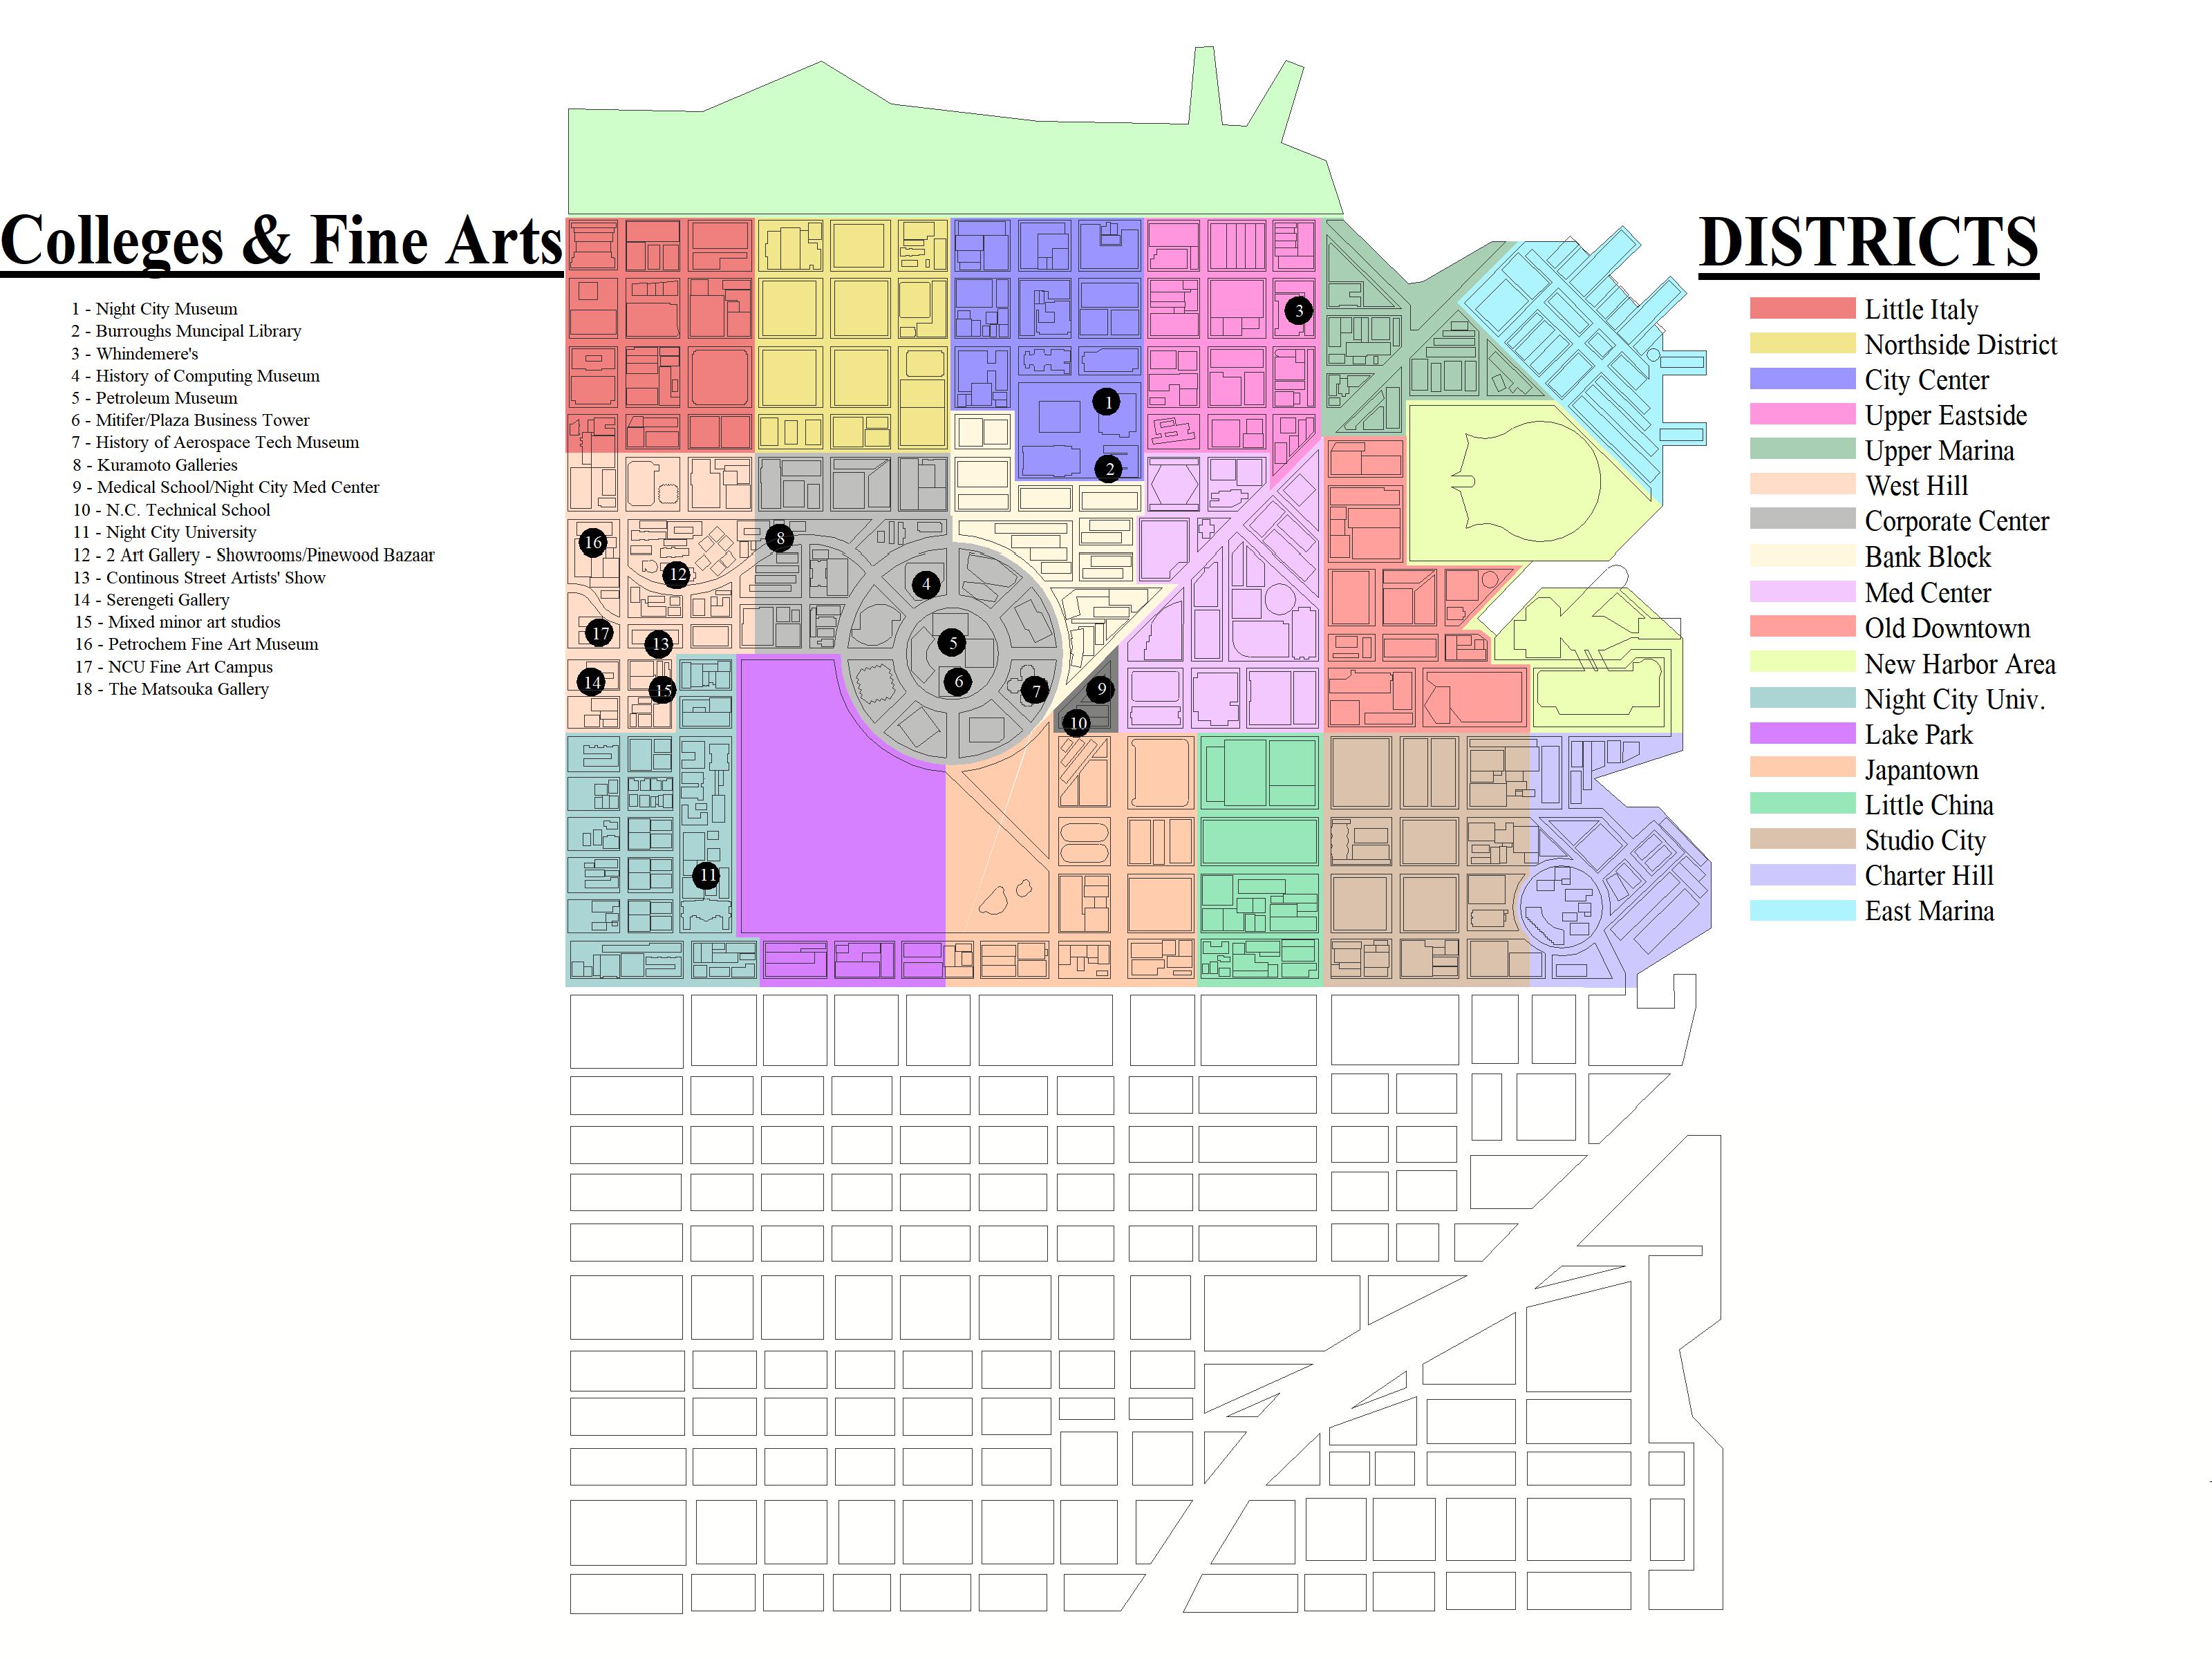 Colleges & Fine Arts
1 - Night City Museum
2 - Burroughs Muncipal Library
3 - Whindemere's
4 - History of Computing Museum
5 - Petroleum Museum
6 - Mitifer/Plaza Business Tower
7 - History of Aerospace Tech Museum
8 - Kuramoto Galleries
9 - Medical School/Night City Med Center
10 - N.C. Technical School
11 - Night City University
12 - 2 Art Gallery - Showrooms/Pinewood Bazaar
13 - Continous Street Artists' Show
14 - Serengeti Gallery
15 - Mixed minor art studios
16 - Petrochem Fine Art Museum
17 - NCU Fine Art Campus
18 - The Matsouka Gallery
3
1
2
16
8
12
4
17
13
5
14
15
6
7
9
10
11
DISTRICTS
Little Italy
Northside District
City Center
Upper Eastside
Upper Marina
West Hill
Corporate Center
Bank Block
Med Center
Old Downtown
New Harbor Area
Night City Univ.
Lake Park
Japantown
Little China
Studio City
Charter Hill
East Marina